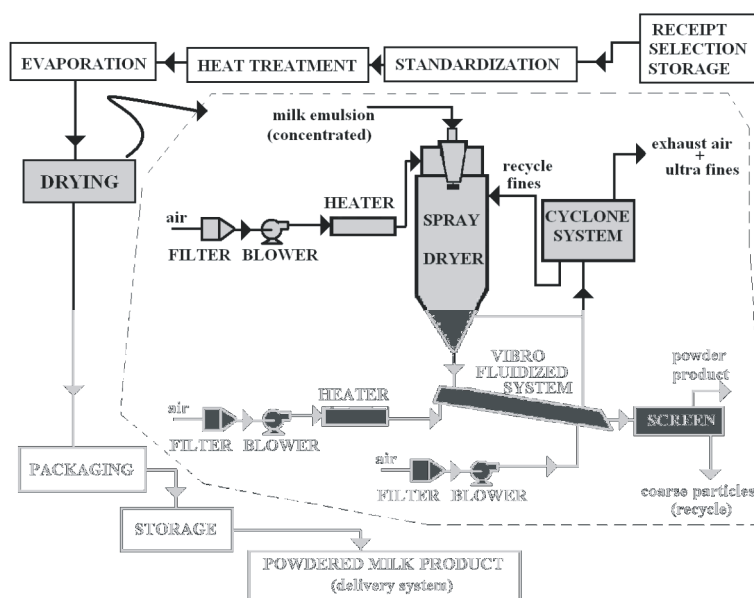 RECEIPT
SELECTION
STORAGE
STANDARDIZATION
HEAT TREATMENT
EVAPORATION
DRYING
milk emulsion
(concentrated)
exhaust air
+
ultra fines
recycle
fines
air
FILTER
BLOWER
HEATER
SPRAY
DRYER
CYCLONE
SYSTEM
VIBRO
FLUIDIZED
SYSTEM
air
FILTER
BLOWER
HEATER
air
FILTER
BLOWER
SCREEN
powder
product
coarse particles
(recycle)
PACKAGING
STORAGE
POWDERED MILK PRODUCT
(delivery system)